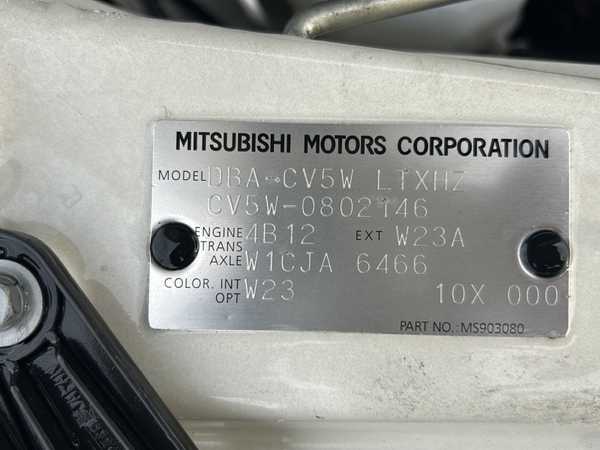 MITSUBISHI MOTORS CORPORATION
MODEL DBA-CV5W LTXHZ
CV5W-0802146
ENGINE 4B12 EXT W23A
TRANS
AXLE W1CJA 6466
COLOR. INT W23
OPT 10X 000
PART NO.: MS903080